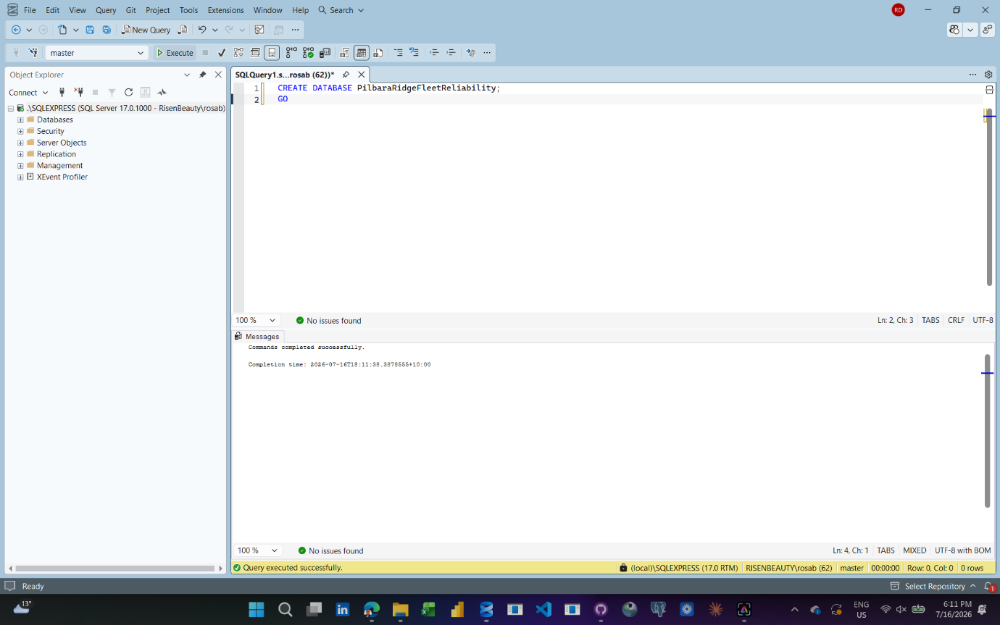 File Edit View Query Git Project Tools Extensions Window Help Search RD
New Query
master Execute
Object Explorer
Connect
.\SQLEXPRESS (SQL Server 17.0.1000 - RisenBeauty\rosab)
Databases
Security
Server Objects
Replication
Management
XEvent Profiler
SQLQuery1.s...rosab (62))*
1 CREATE DATABASE PilbaraRidgeFleetReliability;
2 GO
100 % No issues found Ln: 2, Ch: 3 TABS CRLF UTF-8
Messages
Commands completed successfully.
Completion time: 2026-07-16T18:11:38.3878555+10:00
100 % No issues found Ln: 4, Ch: 1 TABS MIXED UTF-8 with BOM
Query executed successfully. (local)\SQLEXPRESS (17.0 RTM) RISENBEAUTY\rosab (62) master 00:00:00 Row: 0, Col: 0 0 rows
Ready Select Repository 1
13°
ENG
US
6:11 PM
7/16/2026